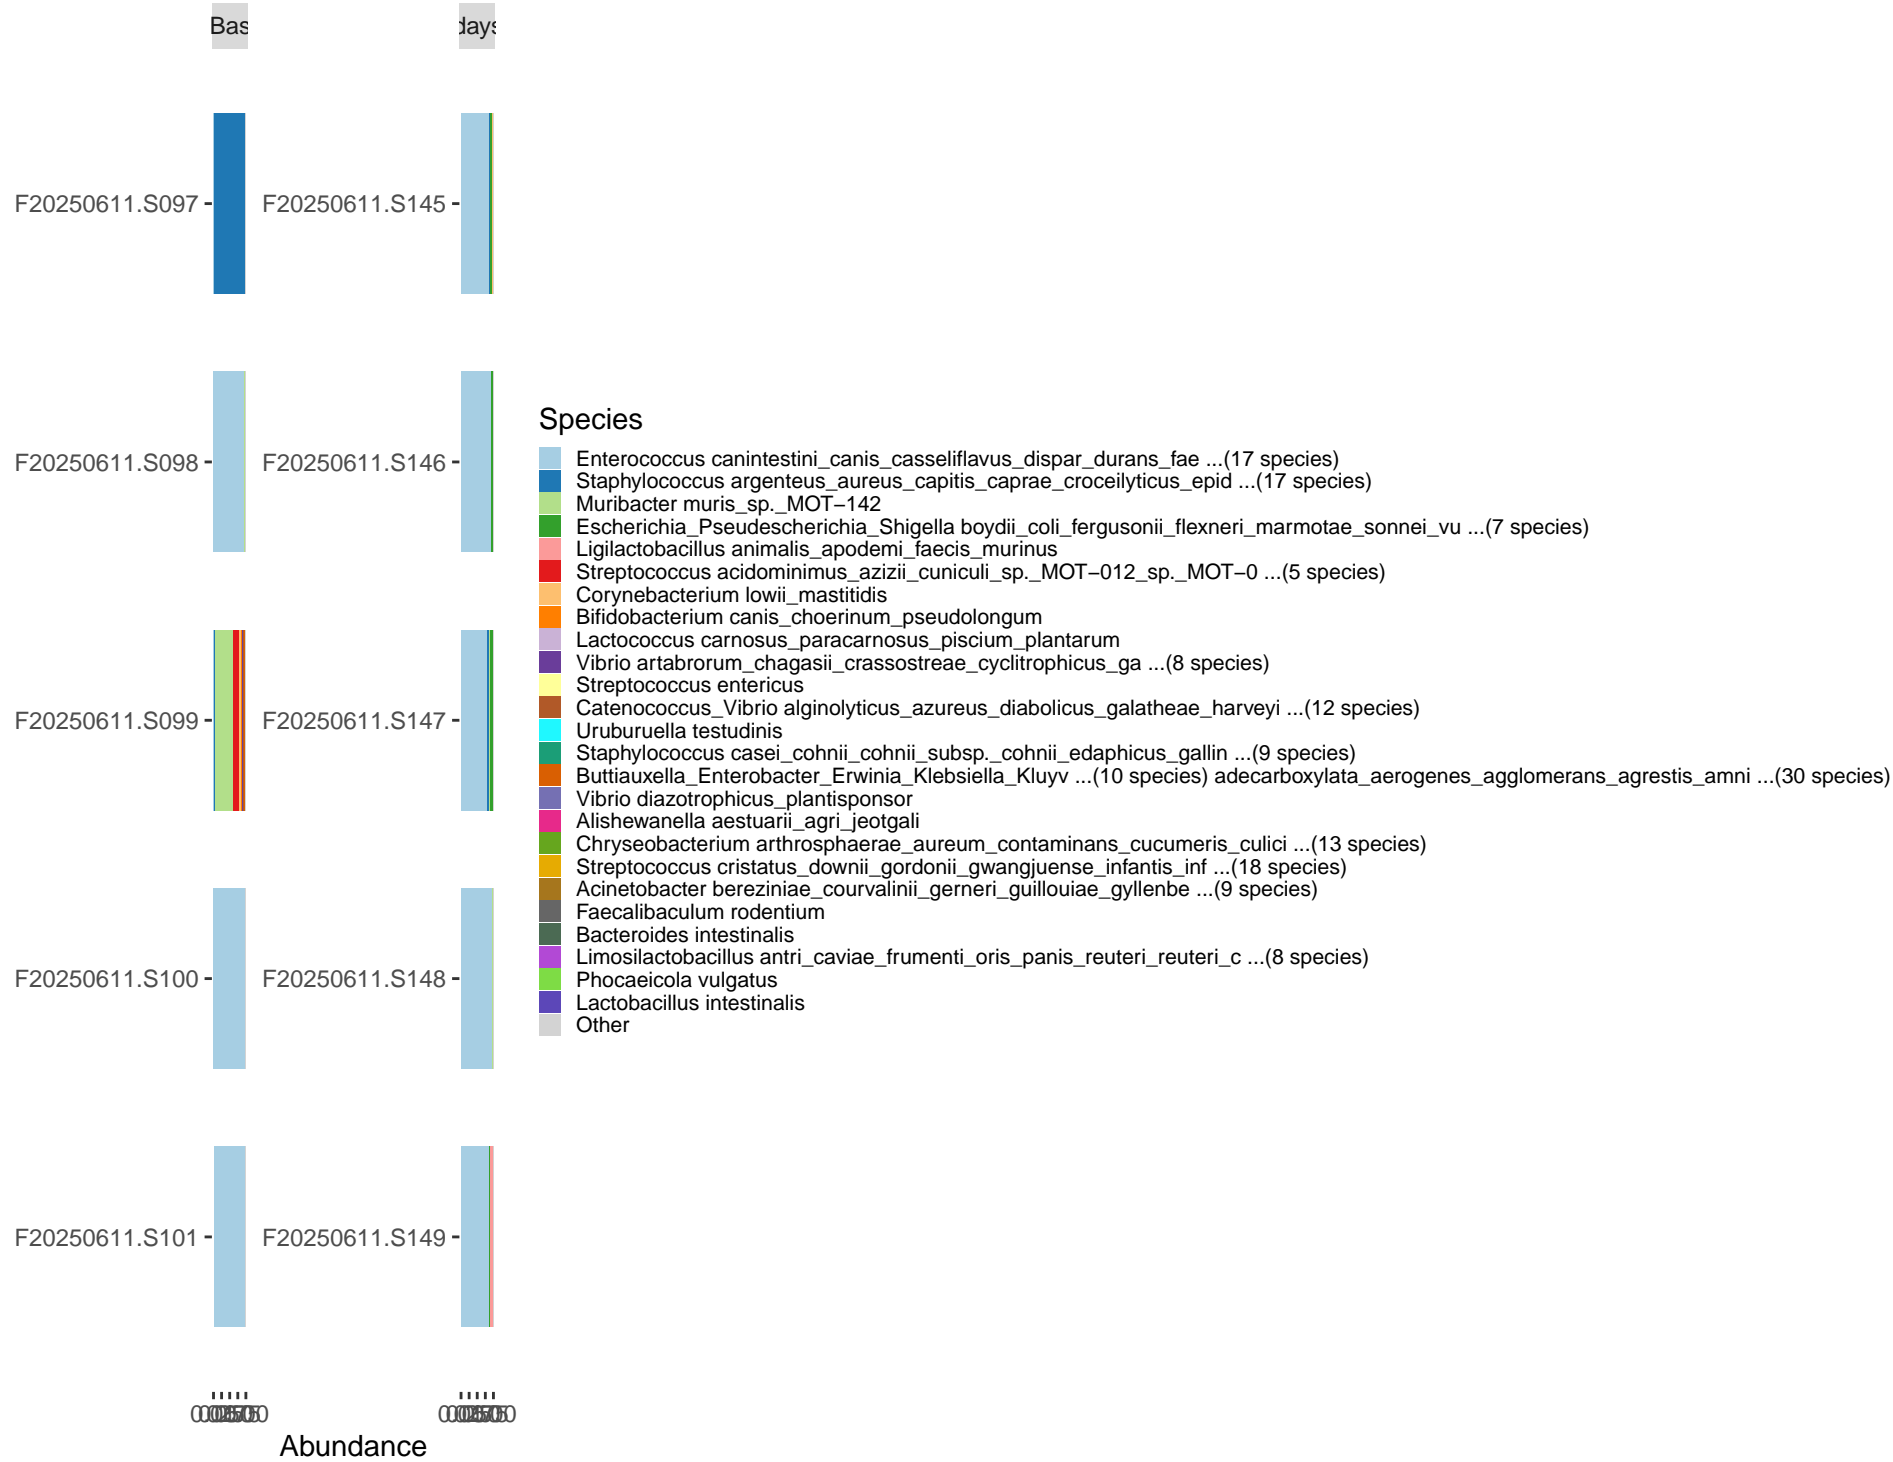 Bas
days
F20250611.S097
F20250611.S145
F20250611.S098
F20250611.S146
F20250611.S099
F20250611.S147
F20250611.S100
F20250611.S148
F20250611.S101
F20250611.S149
Abundance
Species
Enterococcus canintestini_canis_casseliflavus_dispar_durans_fae ...(17 species)
Staphylococcus argenteus_aureus_capitis_caprae_croceilyticus_epid ...(17 species)
Muribacter muris_sp._MOT−142
Escherichia_Pseudescherichia_Shigella boydii_coli_fergusonii_flexneri_marmotae_sonnei_vu ...(7 species)
Ligilactobacillus animalis_apodemi_faecis_murinus
Streptococcus acidominimus_azizii_cuniculi_sp._MOT−012_sp._MOT−0 ...(5 species)
Corynebacterium lowii_mastitidis
Bifidobacterium canis_choerinum_pseudolongum
Lactococcus carnosus_paracarnosus_piscium_plantarum
Vibrio artabrorum_chagasii_crassostreae_cyclitrophicus_ga ...(8 species)
Streptococcus entericus
Catenococcus_Vibrio alginolyticus_azureus_diabolicus_galatheae_harveyi ...(12 species)
Uruburuella testudinis
Staphylococcus casei_cohnii_cohnii_subsp._cohnii_edaphicus_gallin ...(9 species)
Buttiauxella_Enterobacter_Erwinia_Klebsiella_Kluyv ...(10 species) adecarboxylata_aerogenes_agglomerans_agrestis_amni ...(30 species)
Vibrio diazotrophicus_plantisponsor
Alishewanella aestuarii_agri_jeotgali
Chryseobacterium arthrosphaerae_aureum_contaminans_cucumeris_culici ...(13 species)
Streptococcus cristatus_downii_gordonii_gwangjuense_infantis_inf ...(18 species)
Acinetobacter bereziniae_courvalinii_gerneri_guillouiae_gyllenbe ...(9 species)
Faecalibaculum rodentium
Bacteroides intestinalis
Limosilactobacillus antri_caviae_frumenti_oris_panis_reuteri_reuteri_c ...(8 species)
Phocaeicola vulgatus
Lactobacillus intestinalis
Other